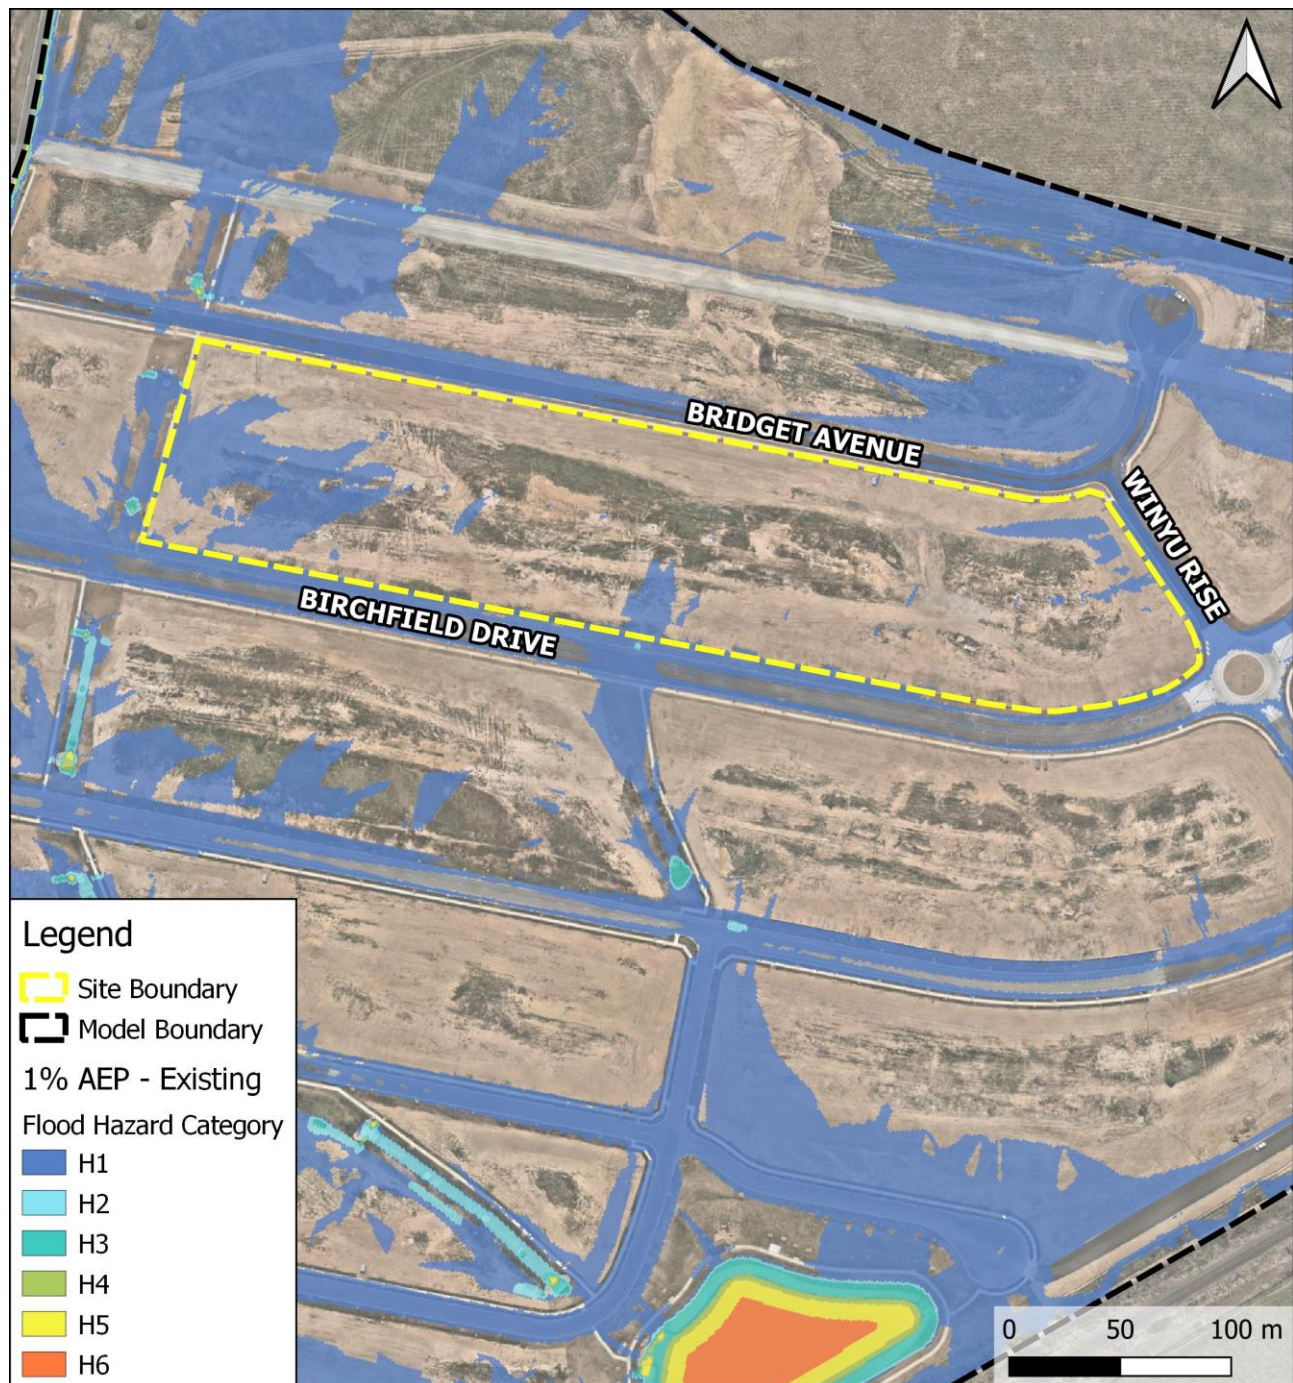 BRIDGET AVENUE
WINYU RISE
BIRCHFIELD DRIVE
Legend
Site Boundary
Model Boundary
1% AEP - Existing
Flood Hazard Category
H1
H2
H3
H4
H5
H6
0 50 100 m